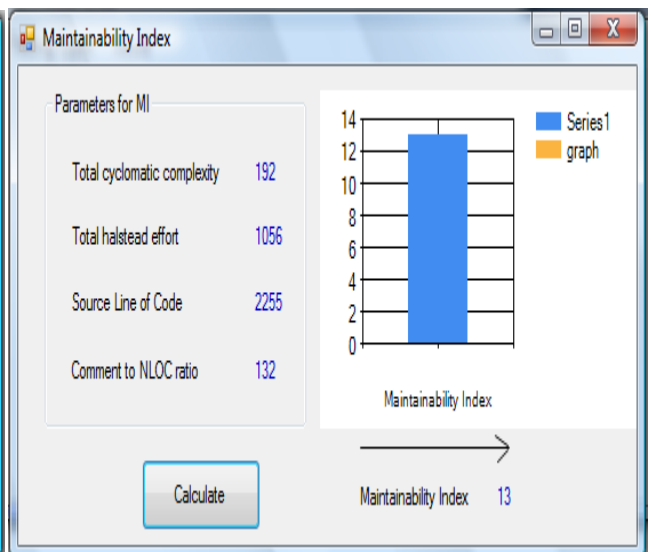 Maintainability Index
X
Parameters for MI
Total cyclomatic complexity 192
Total halstead effort 1056
Source Line of Code 2255
Comment to NLOC ratio 132
Calculate
14
12
10
8
6
4
2
0
Maintainability Index
Series1
graph
Maintainability Index 13